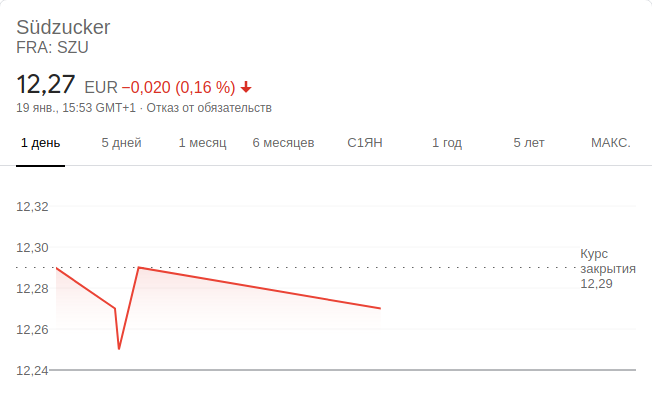 Südzucker
FRA: SZU
12,27 EUR −0,020 (0,16 %)
19 янв., 15:53 GMT+1 · Отказ от обязательств
1 день 5 дней 1 месяц 6 месяцев С1ЯН 1 год 5 лет МАКС.
12,32
12,30
Курс
закрытия
12,29
12,28
12,26
12,24